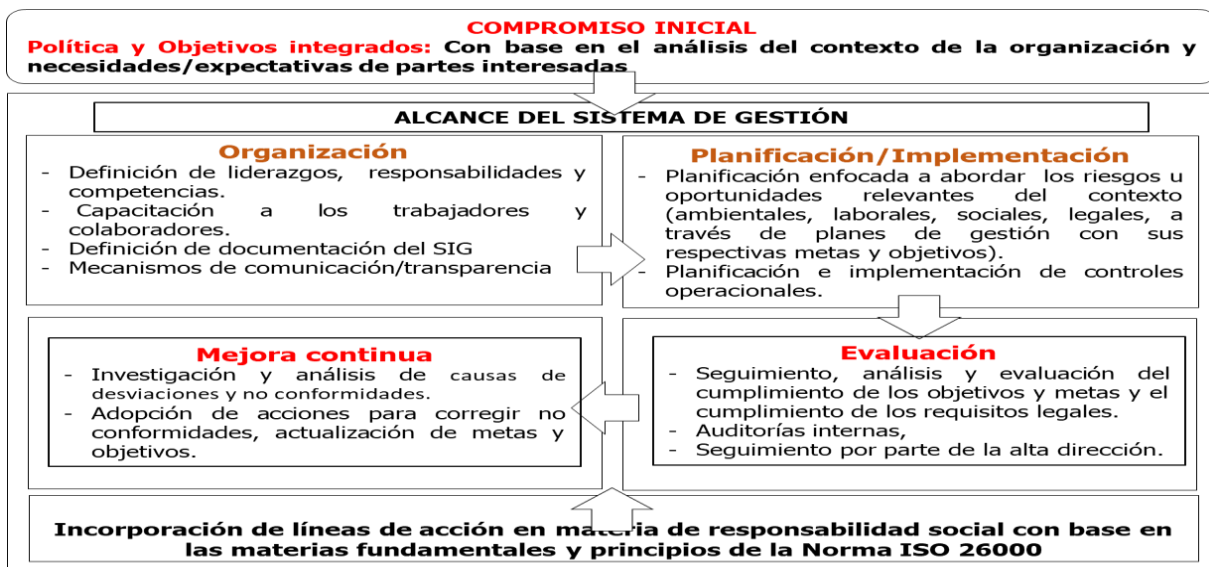 COMPROMISO INICIAL
Política y Objetivos integrados: Con base en el análisis del contexto de la organización y
necesidades/expectativas de partes interesadas
ALCANCE DEL SISTEMA DE GESTIÓN
Organización
- Definición de liderazgos, responsabilidades y
competencias.
- Capacitación a los trabajadores y
colaboradores.
- Definición de documentación del SIG
- Mecanismos de comunicación/transparencia
Planificación/Implementación
- Planificación enfocada a abordar los riesgos u
oportunidades relevantes del contexto
(ambientales, laborales, sociales, legales, a
través de planes de gestión con sus
respectivas metas y objetivos).
- Planificación e implementación de controles
operacionales.
Mejora continua
- Investigación y análisis de causas de
desviaciones y no conformidades.
- Adopción de acciones para corregir no
conformidades, actualización de metas y
objetivos.
Evaluación
- Seguimiento, análisis y evaluación del
cumplimiento de los objetivos y metas y el
cumplimiento de los requisitos legales.
- Auditorías internas,
- Seguimiento por parte de la alta dirección.
Incorporación de líneas de acción en materia de responsabilidad social con base en
las materias fundamentales y principios de la Norma ISO 26000